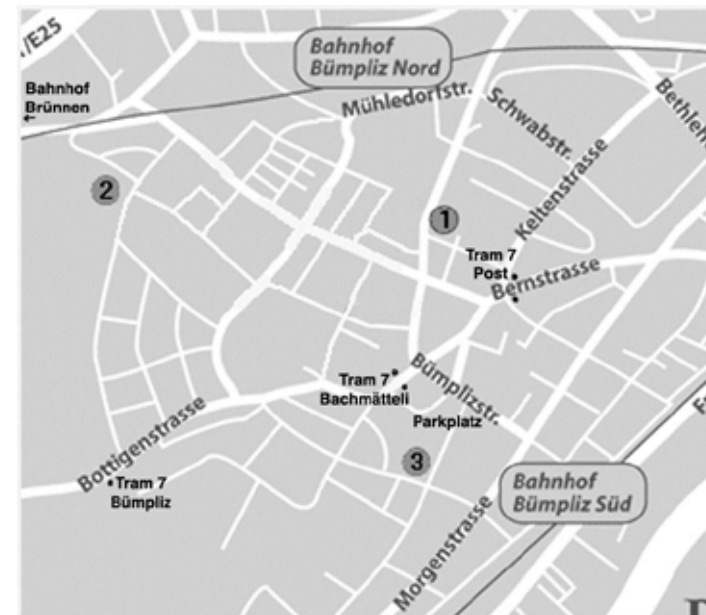 /E25
Bahnhof
Bümpliz Nord
Bahnhof
Brünnen
Mühledorfstr.
Schwabstr.
Bethlehe
2
1
Keltenstrasse
Tram 7
Post
Bernstrasse
Tram 7
Bachmätteli
Bümplizstr.
Parkplatz
Bottigenstrasse
3
Tram 7
Bümpliz
Bahnhof
Bümpliz Süd
Morgenstrasse